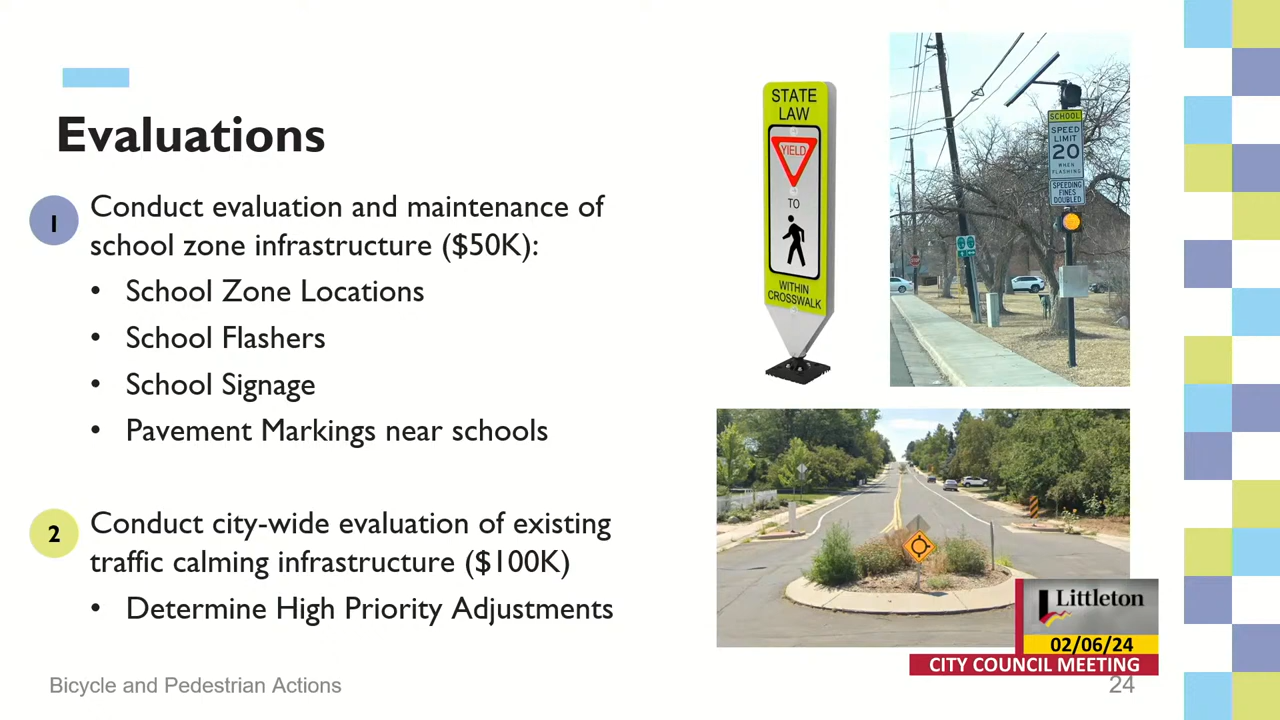 Evaluations
1
Conduct evaluation and maintenance of
school zone infrastructure ($50K):
• School Zone Locations
• School Flashers
• School Signage
• Pavement Markings near schools
2
Conduct city-wide evaluation of existing
traffic calming infrastructure ($100K)
• Determine High Priority Adjustments
STATE
LAW
YIELD
TO
WITHIN
CROSSWALK
SCHOOL
SPEED
LIMIT
20
WHEN
FLASHING
SPEEDING
FINES
DOUBLED
Littleton
02/06/24
CITY COUNCIL MEETING
Bicycle and Pedestrian Actions
24